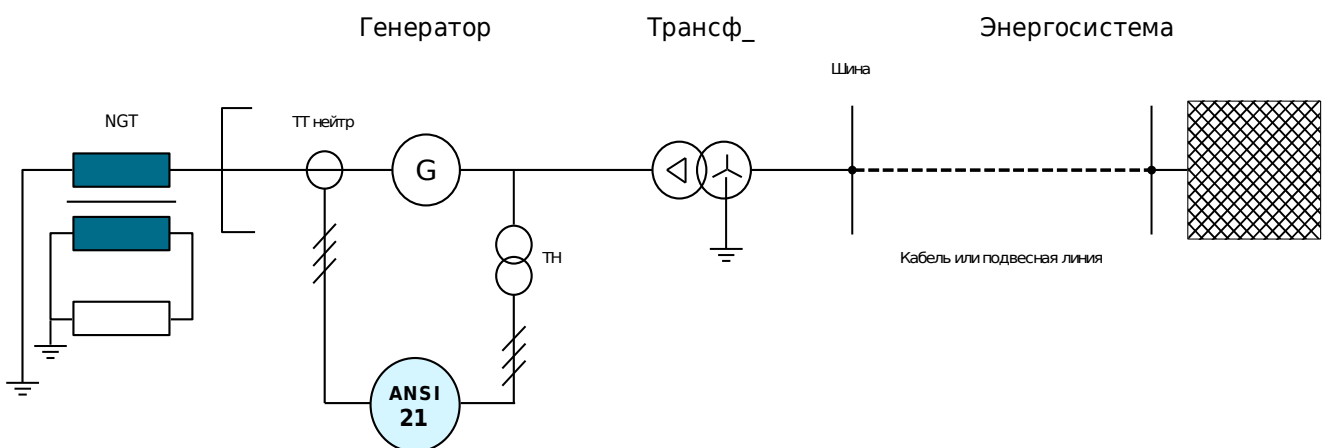 Генератор
Трансф_
Энергосистема
Шина
NGT
ТТ нейтр
G
ТН
Кабель или подвесная линия
ANSI
21